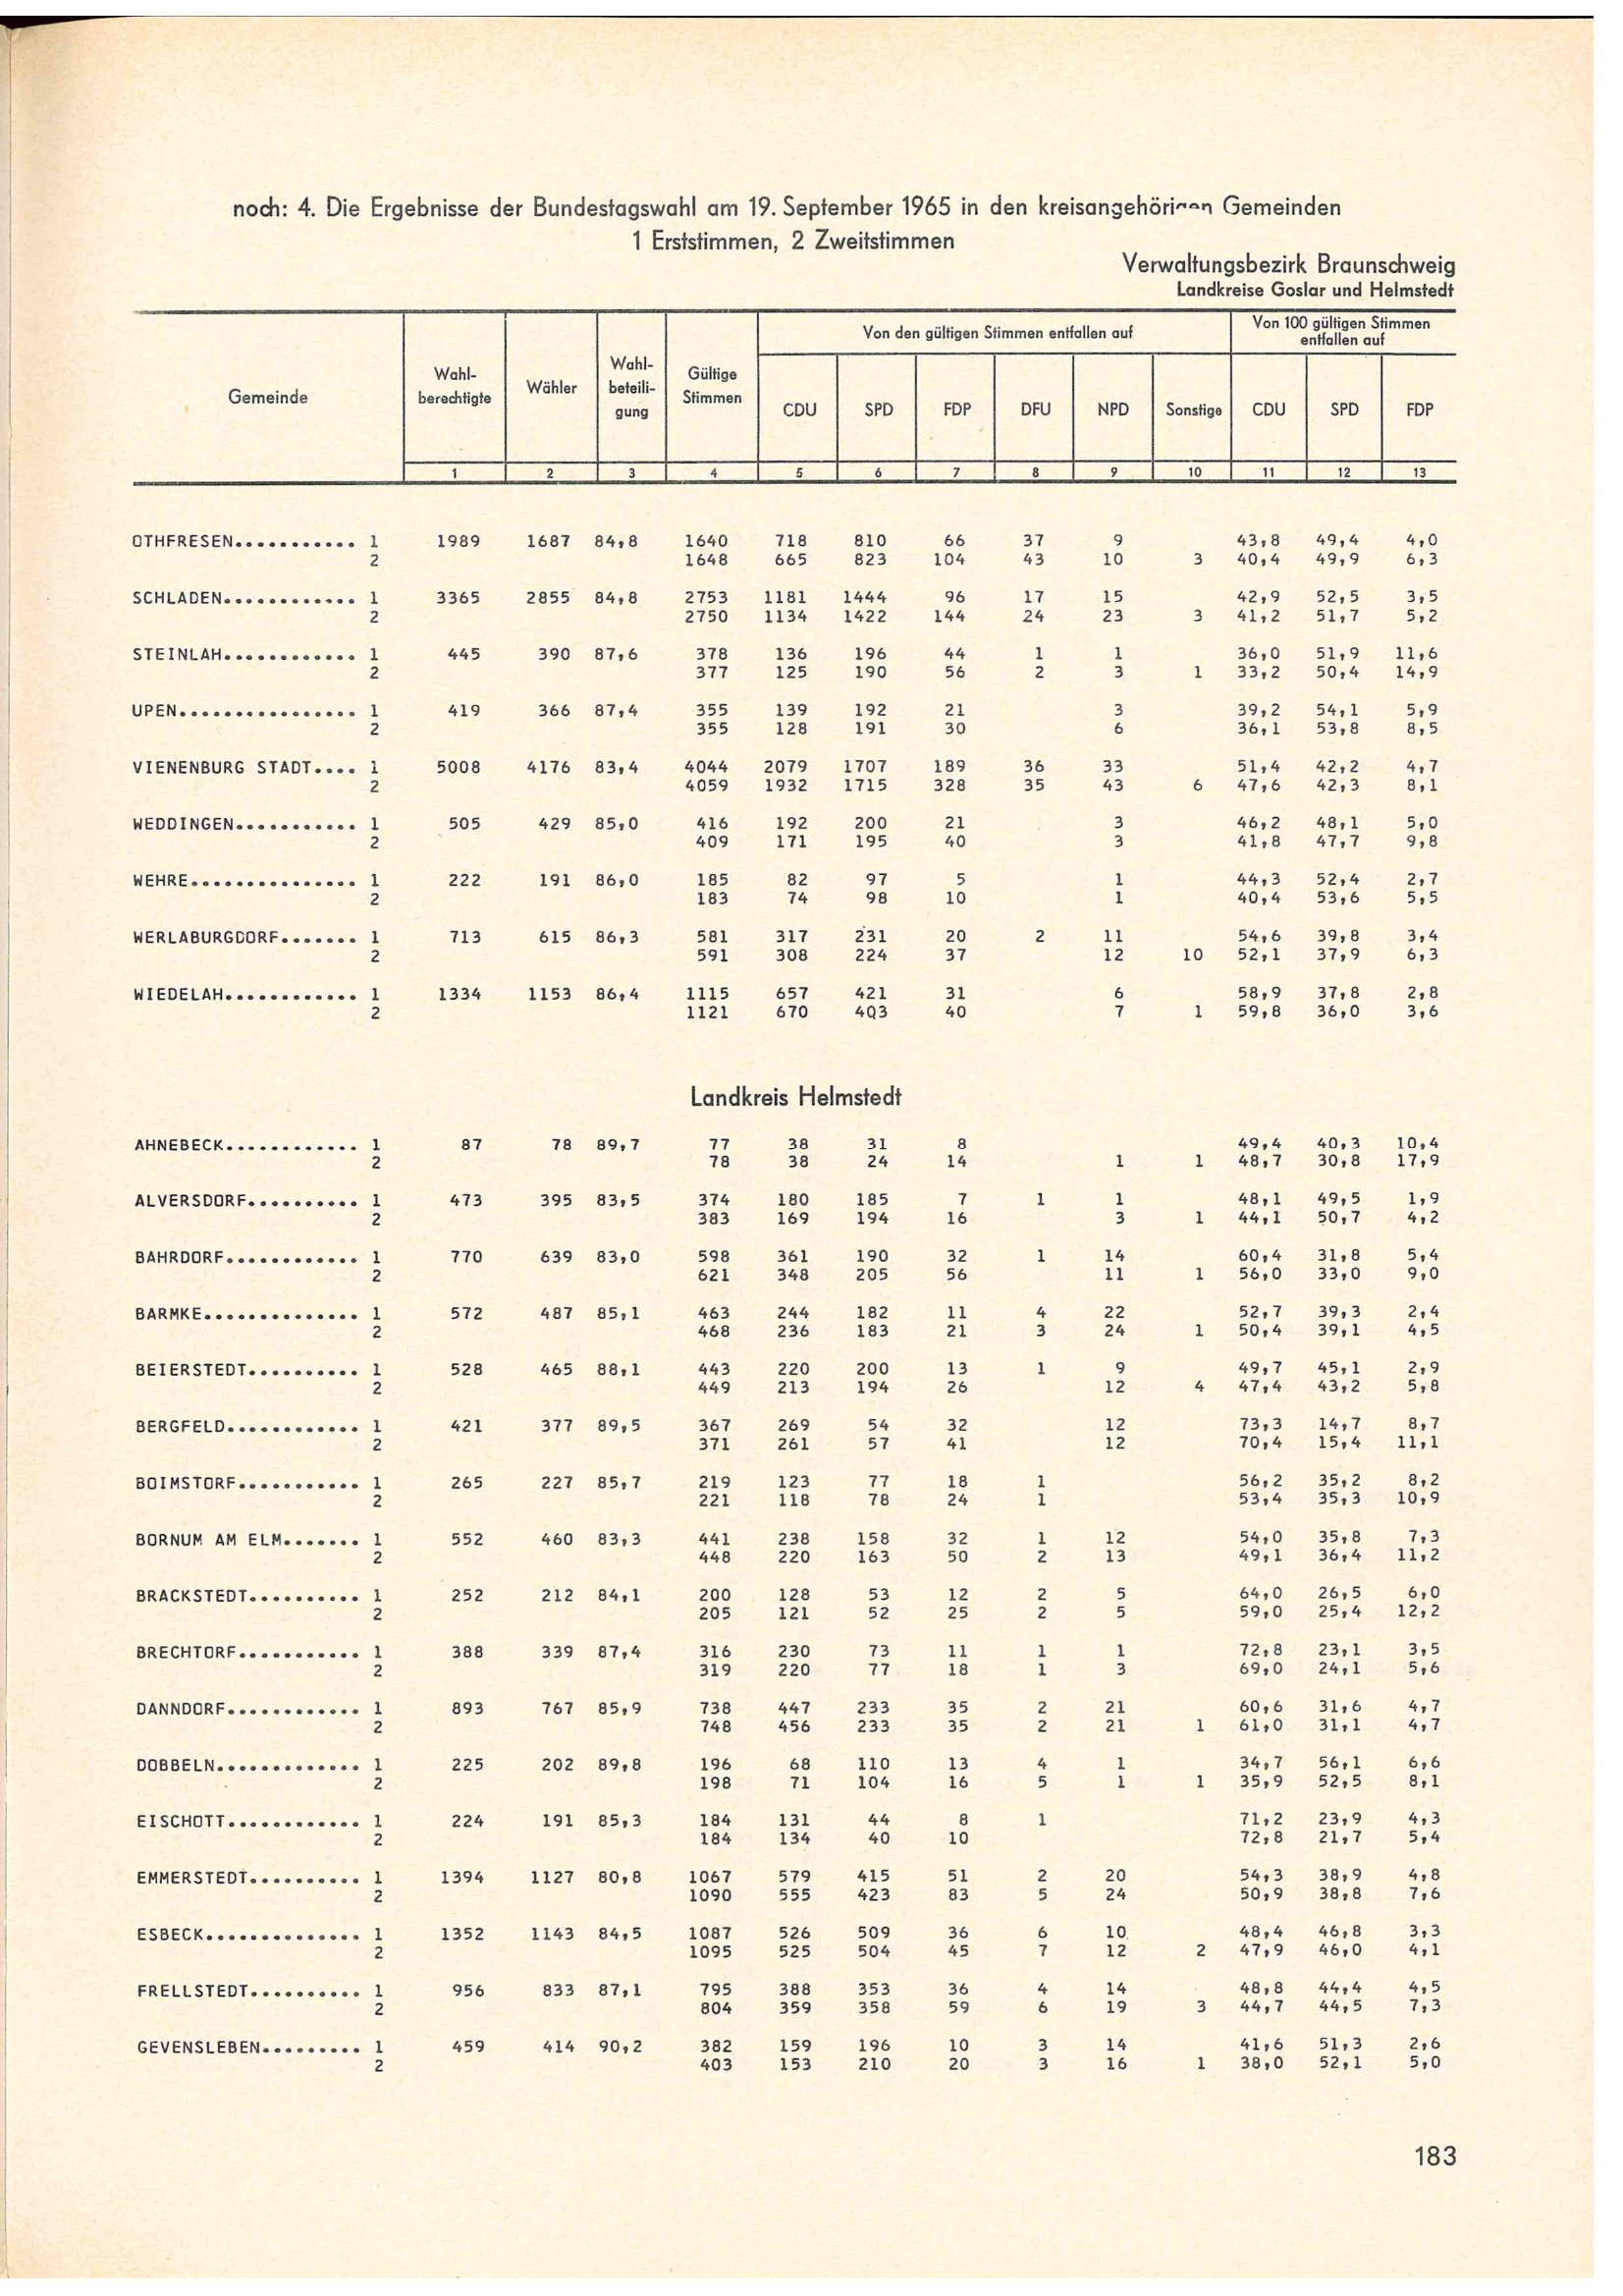 noch: 4. Die Ergebnisse der Bundestagswahl am 19. September 1965 in den kreisangehörigen Gemeinden
1 Erststimmen, 2 Zweitstimmen
Verwaltungsbezirk Braunschweig
Landkreise Goslar und Helmstedt
Gemeinde Wahl-berechtigte Wähler Wahl-beteili-gung Gültige Stimmen Von den gültigen Stimmen entfallen auf Von 100 gültigen Stimmen entfallen auf
CDU SPD FDP DFU NPD Sonstige CDU SPD FDP
1 2 3 4 5 6 7 8 9 10 11 12 13
OTHFRESEN........... 1 1989 1687 84,8 1640 718 810 66 37 9 43,8 49,4 4,0
2 1648 665 823 104 43 10 3 40,4 49,9 6,3
SCHLADEN............ 1 3365 2855 84,8 2753 1181 1444 96 17 15 42,9 52,5 3,5
2 2750 1134 1422 144 24 23 3 41,2 51,7 5,2
STEINLAH............ 1 445 390 87,6 378 136 196 44 1 1 36,0 51,9 11,6
2 377 125 190 56 2 3 1 33,2 50,4 14,9
UPEN................ 1 419 366 87,4 355 139 192 21 3 39,2 54,1 5,9
2 355 128 191 30 6 36,1 53,8 8,5
VIENENBURG STADT.... 1 5008 4176 83,4 4044 2079 1707 189 36 33 51,4 42,2 4,7
2 4059 1932 1715 328 35 43 6 47,6 42,3 8,1
WEDDINGEN........... 1 505 429 85,0 416 192 200 21 3 46,2 48,1 5,0
2 409 171 195 40 3 41,8 47,7 9,8
WEHRE............... 1 222 191 86,0 185 82 97 5 1 44,3 52,4 2,7
2 183 74 98 10 1 40,4 53,6 5,5
WERLABURGDORF....... 1 713 615 86,3 581 317 231 20 2 11 54,6 39,8 3,4
2 591 308 224 37 12 10 52,1 37,9 6,3
WIEDELAH............ 1 1334 1153 86,4 1115 657 421 31 6 58,9 37,8 2,8
2 1121 670 403 40 7 1 59,8 36,0 3,6
Landkreis Helmstedt
AHNEBECK............ 1 87 78 89,7 77 38 31 8 49,4 40,3 10,4
2 78 38 24 14 1 1 48,7 30,8 17,9
ALVERSDORF.......... 1 473 395 83,5 374 180 185 7 1 1 48,1 49,5 1,9
2 383 169 194 16 3 1 44,1 50,7 4,2
BAHRDORF............ 1 770 639 83,0 598 361 190 32 1 14 60,4 31,8 5,4
2 621 348 205 56 11 1 56,0 33,0 9,0
BARMKE.............. 1 572 487 85,1 463 244 182 11 4 22 52,7 39,3 2,4
2 468 236 183 21 3 24 1 50,4 39,1 4,5
BEIERSTEDT.......... 1 528 465 88,1 443 220 200 13 1 9 49,7 45,1 2,9
2 449 213 194 26 12 4 47,4 43,2 5,8
BERGFELD............ 1 421 377 89,5 367 269 54 32 12 73,3 14,7 8,7
2 371 261 57 41 12 70,4 15,4 11,1
BOIMSTORF........... 1 265 227 85,7 219 123 77 18 1 56,2 35,2 8,2
2 221 118 78 24 1 53,4 35,3 10,9
BORNUM AM ELM....... 1 552 460 83,3 441 238 158 32 1 12 54,0 35,8 7,3
2 448 220 163 50 2 13 49,1 36,4 11,2
BRACKSTEDT.......... 1 252 212 84,1 200 128 53 12 2 5 64,0 26,5 6,0
2 205 121 52 25 2 5 59,0 25,4 12,2
BRECHTORF........... 1 388 339 87,4 316 230 73 11 1 1 72,8 23,1 3,5
2 319 220 77 18 1 3 69,0 24,1 5,6
DANNDORF............ 1 893 767 85,9 738 447 233 35 2 21 60,6 31,6 4,7
2 748 456 233 35 2 21 1 61,0 31,1 4,7
DOBBELN............. 1 225 202 89,8 196 68 110 13 4 1 34,7 56,1 6,6
2 198 71 104 16 5 1 1 35,9 52,5 8,1
EISCHOTT............ 1 224 191 85,3 184 131 44 8 1 71,2 23,9 4,3
2 184 134 40 10 72,8 21,7 5,4
EMMERSTEDT.......... 1 1394 1127 80,8 1067 579 415 51 2 20 54,3 38,9 4,8
2 1090 555 423 83 5 24 50,9 38,8 7,6
ESBECK.............. 1 1352 1143 84,5 1087 526 509 36 6 10 48,4 46,8 3,3
2 1095 525 504 45 7 12 2 47,9 46,0 4,1
FRELLSTEDT.......... 1 956 833 87,1 795 388 353 36 4 14 48,8 44,4 4,5
2 804 359 358 59 6 19 3 44,7 44,5 7,3
GEVENSLEBEN......... 1 459 414 90,2 382 159 196 10 3 14 41,6 51,3 2,6
2 403 153 210 20 3 16 1 38,0 52,1 5,0
183